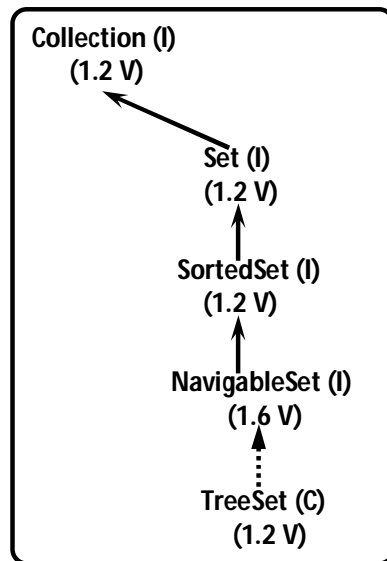 Collection (I)
(1.2 V)
Set (I)
(1.2 V)
SortedSet (I)
(1.2 V)
NavigableSet (I)
(1.6 V)
TreeSet (C)
(1.2 V)